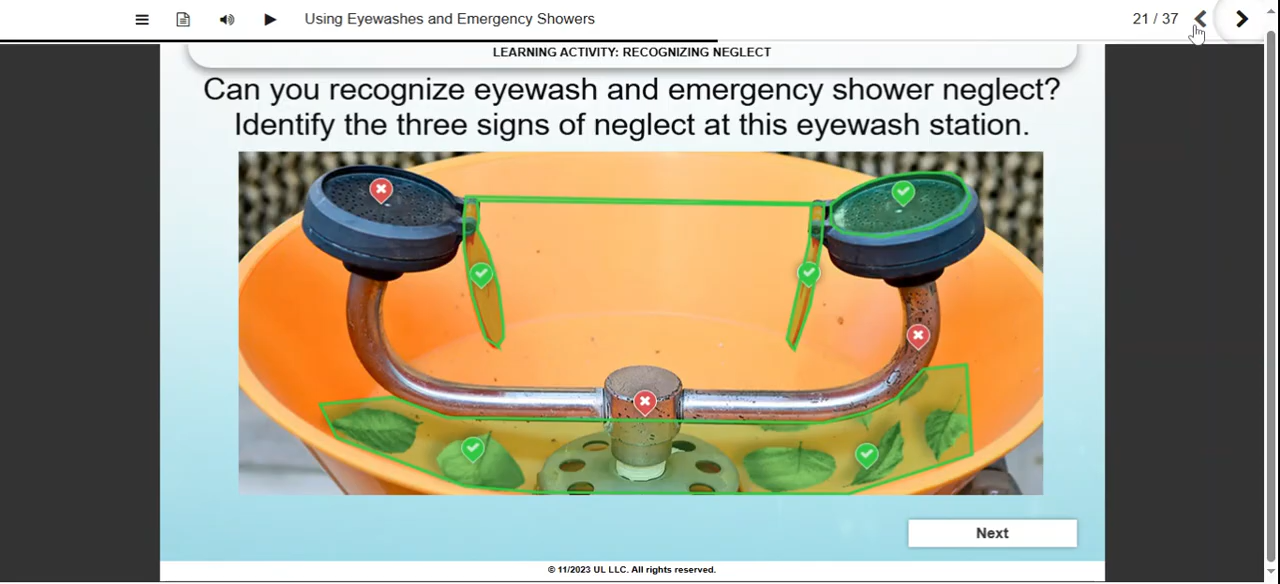 Using Eyewashes and Emergency Showers
21 / 37
LEARNING ACTIVITY: RECOGNIZING NEGLECT
Can you recognize eyewash and emergency shower neglect?
Identify the three signs of neglect at this eyewash station.
Next
© 11/2023 UL LLC. All rights reserved.